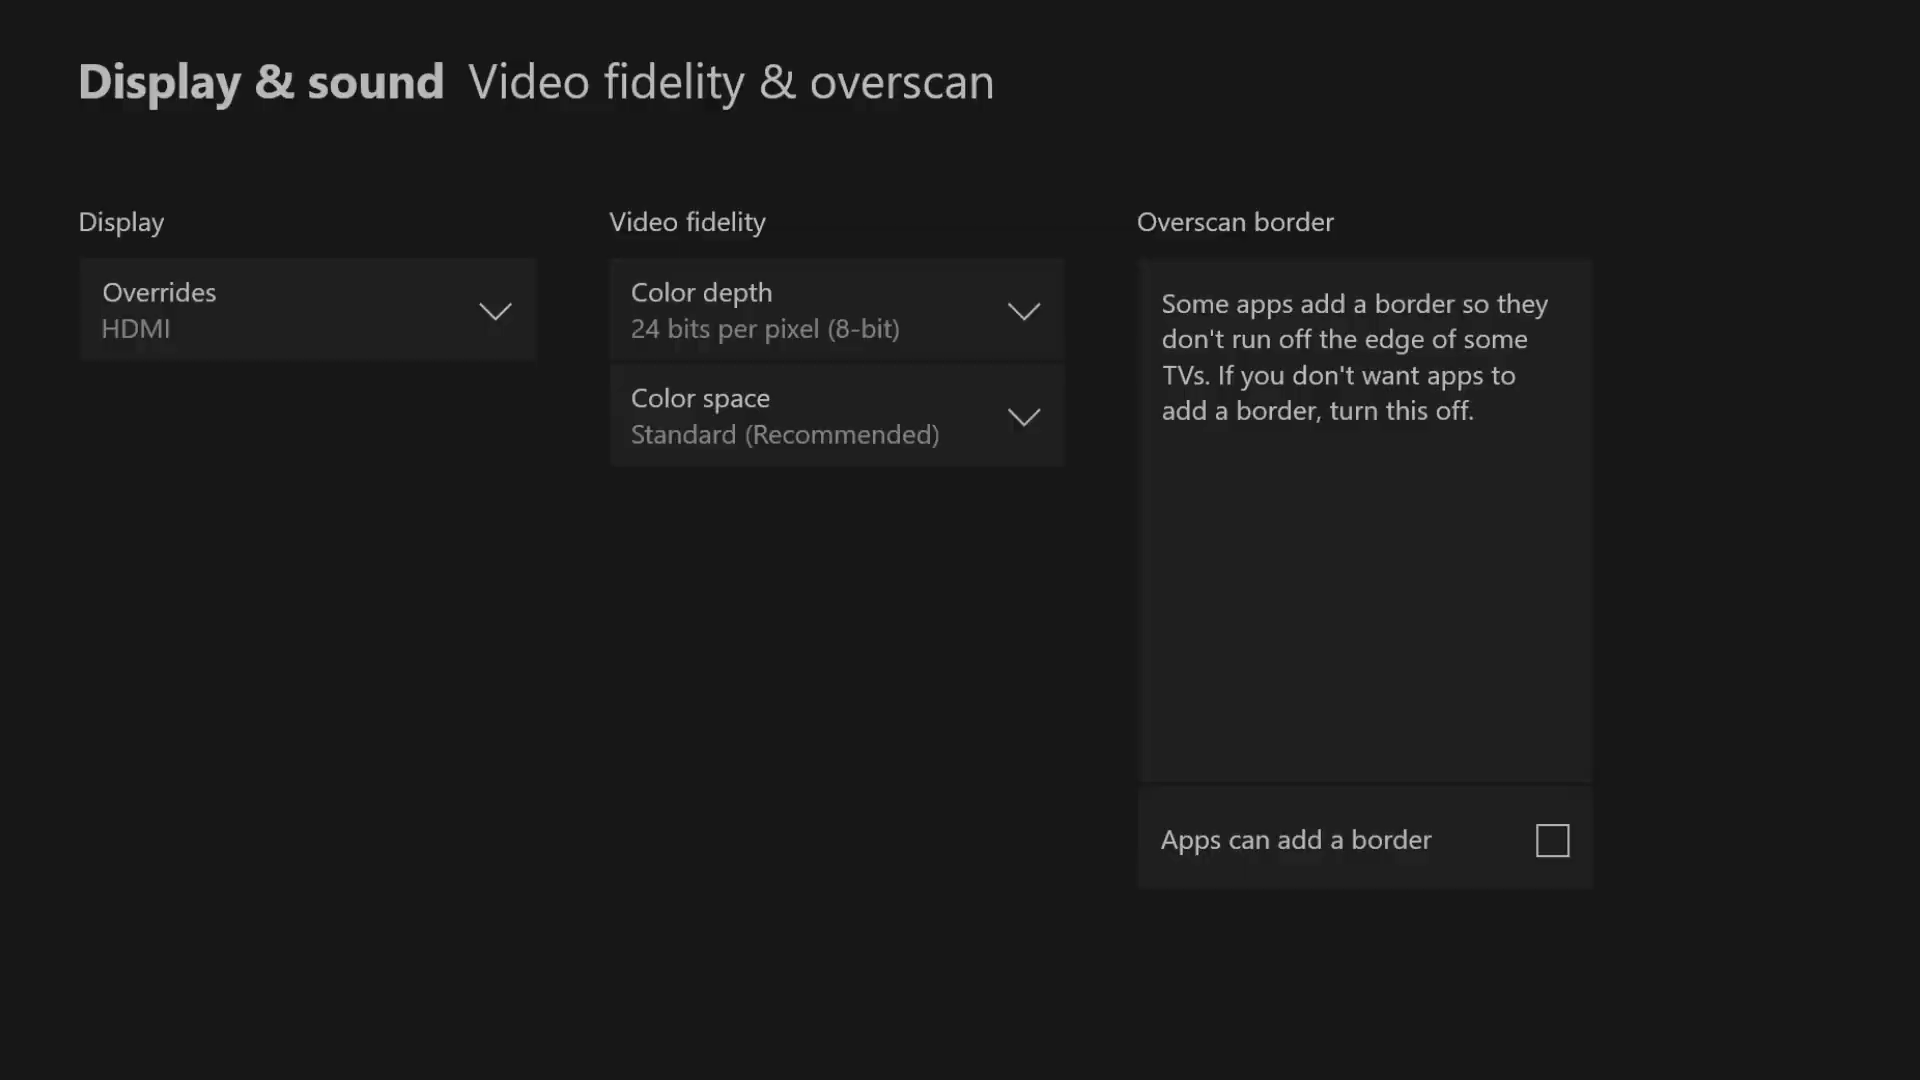 Display & sound Video fidelity & overscan
Display
Overrides
HDMI
Video fidelity
Color depth
24 bits per pixel (8-bit)
Color space
Standard (Recommended)
Overscan border
Some apps add a border so they
don't run off the edge of some
TVs. If you don't want apps to
add a border, turn this off.
Apps can add a border